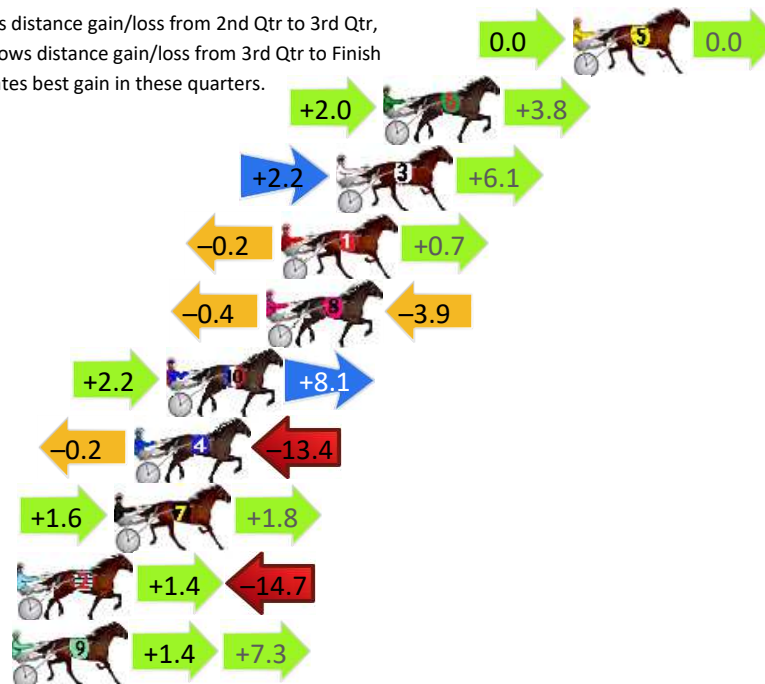 s distance gain/loss from 2nd Qtr to 3rd Qtr,
ows distance gain/loss from 3rd Qtr to Finish
tes best gain in these quarters.
0.0 5 0.0
+2.0 6 +3.8
+2.2 3 +6.1
–0.2 1 +0.7
–0.4 8 –3.9
+2.2 10 +8.1
–0.2 4 –13.4
+1.6 7 +1.8
2 +1.4 –14.7
9 +1.4 +7.3